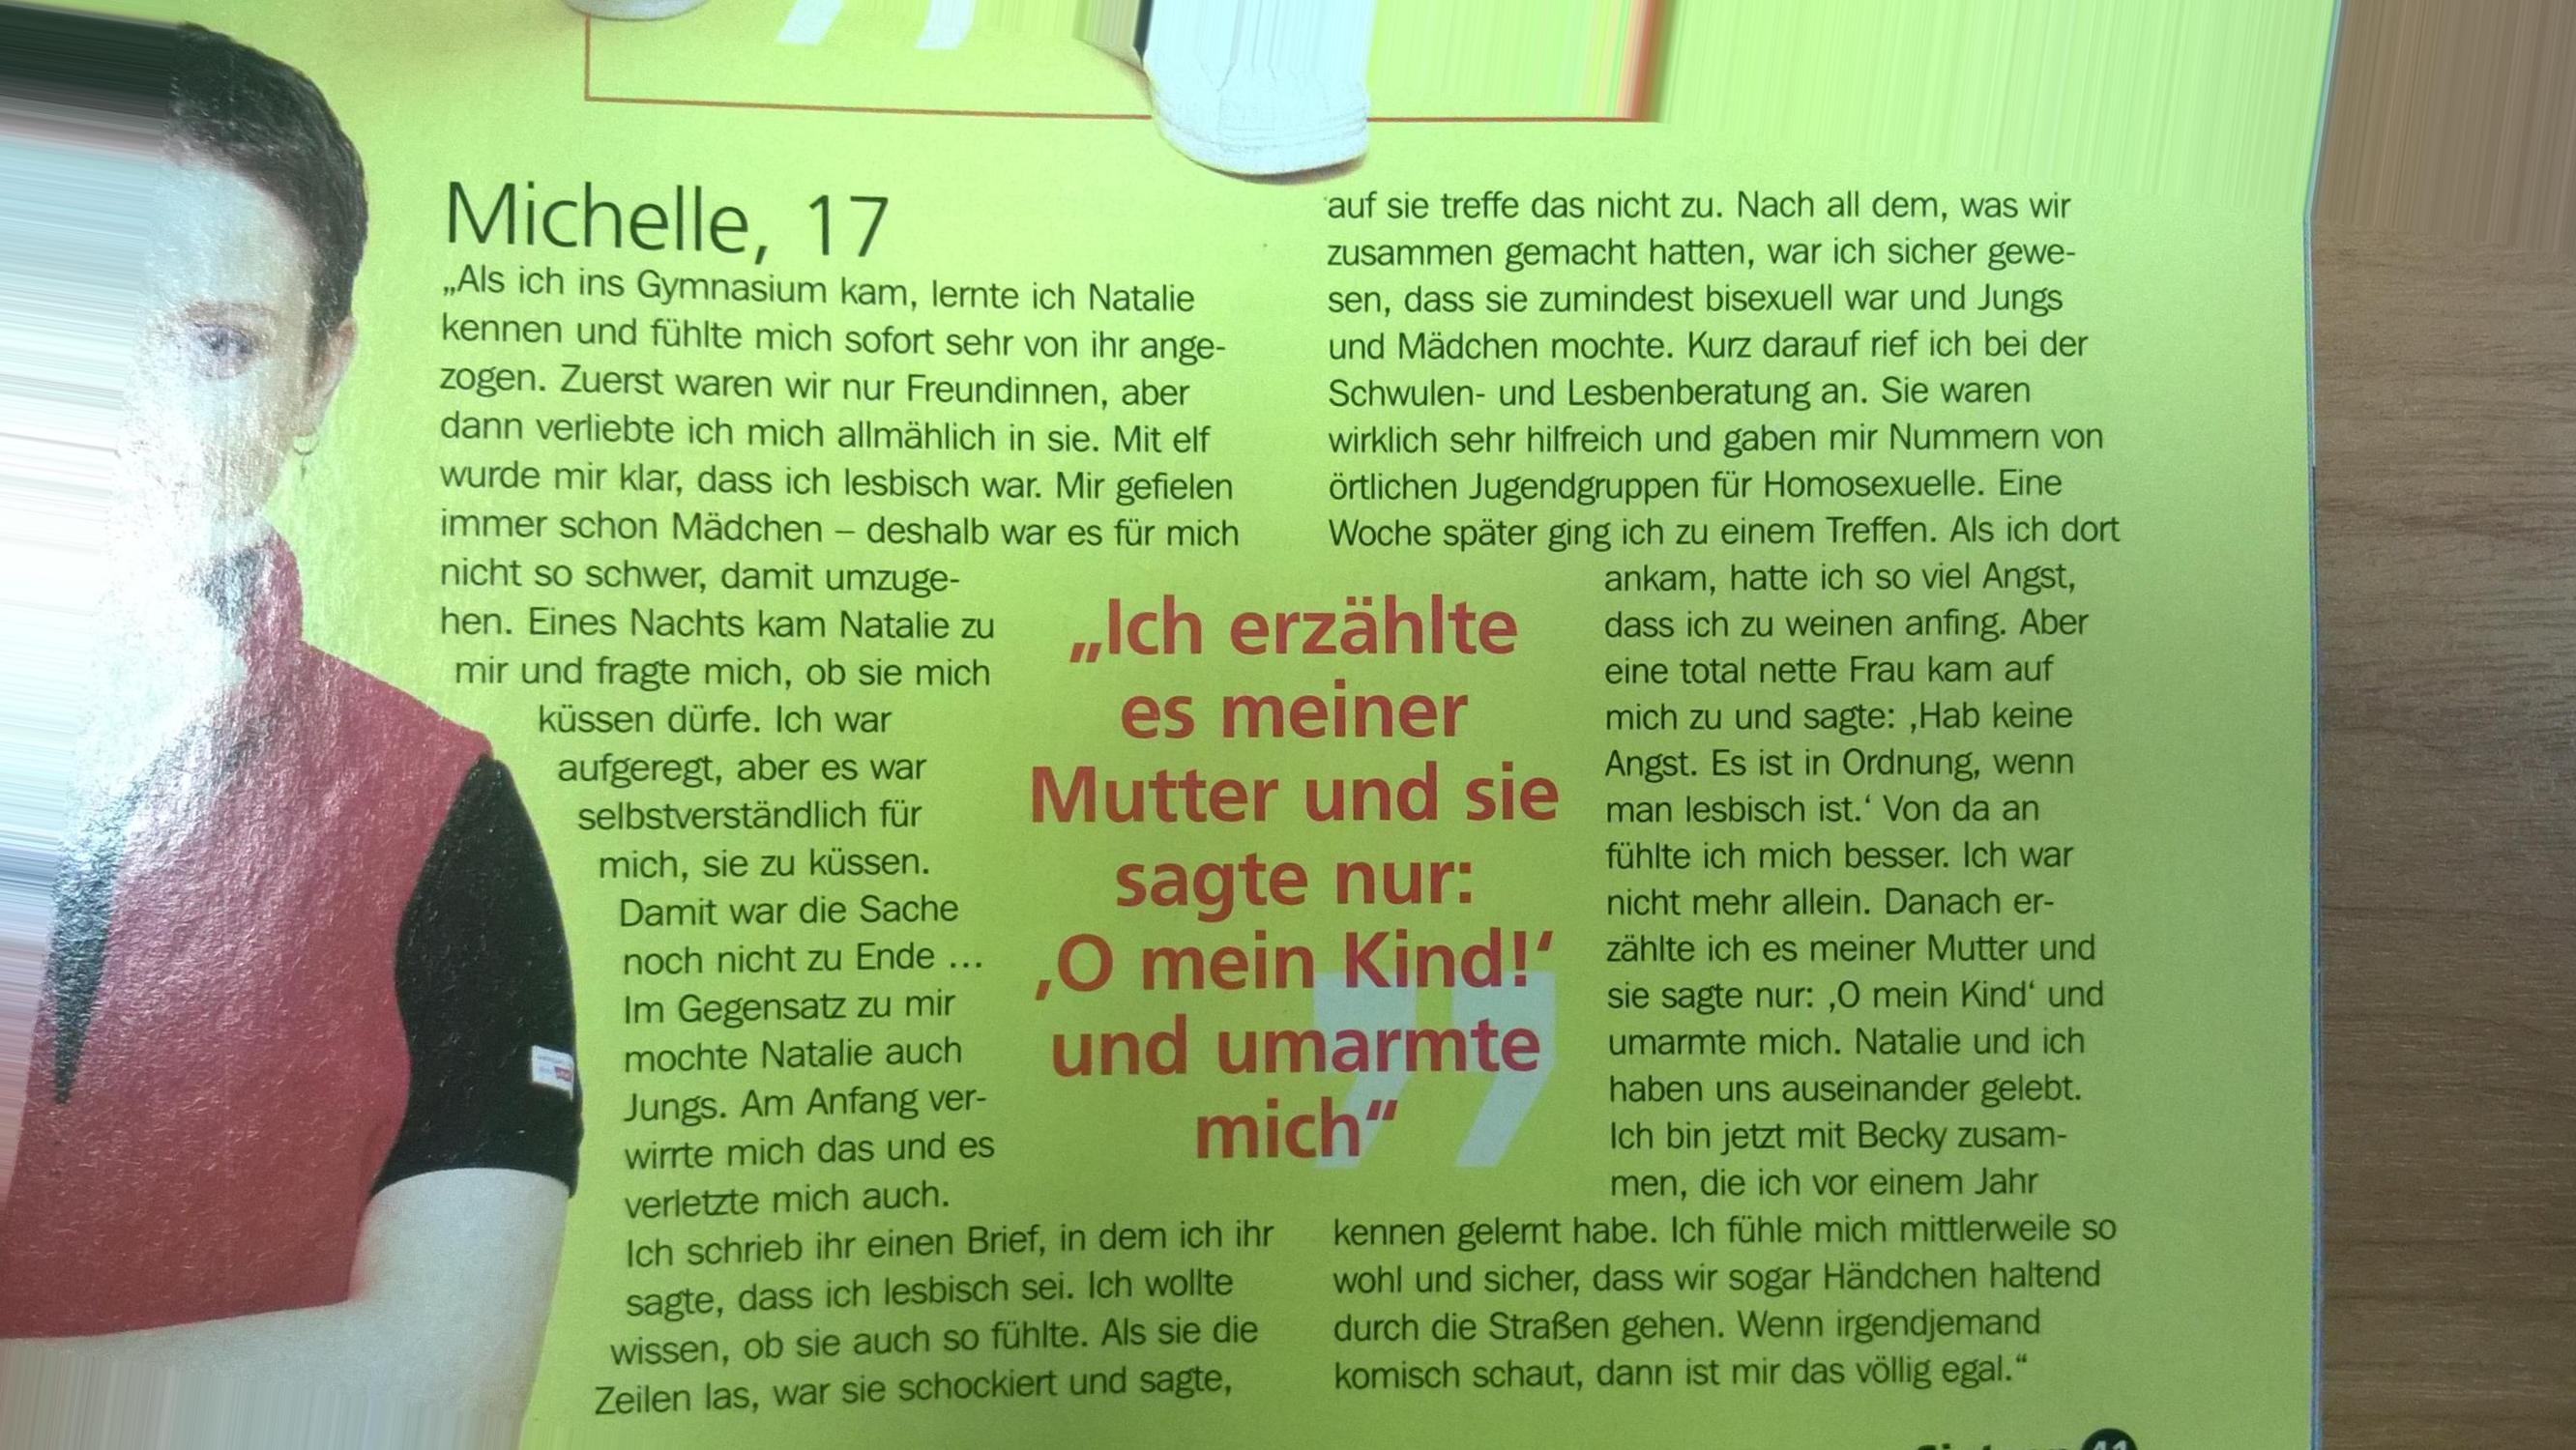 Michelle, 17
„Als ich ins Gymnasium kam, lernte ich Natalie
kennen und fühlte mich sofort sehr von ihr ange-
zogen. Zuerst waren wir nur Freundinnen, aber
dann verliebte ich mich allmählich in sie. Mit elf
wurde mir klar, dass ich lesbisch war. Mir gefielen
immer schon Mädchen – deshalb war es für mich
nicht so schwer, damit umzuge-
hen. Eines Nachts kam Natalie zu
mir und fragte mich, ob sie mich
küssen dürfe. Ich war
aufgeregt, aber es war
selbstverständlich für
mich, sie zu küssen.
Damit war die Sache
noch nicht zu Ende ...
Im Gegensatz zu mir
mochte Natalie auch
Jungs. Am Anfang ver-
wirrte mich das und es
verletzte mich auch.
Ich schrieb ihr einen Brief, in dem ich ihr
sagte, dass ich lesbisch sei. Ich wollte
wissen, ob sie auch so fühlte. Als sie die
Zeilen las, war sie schockiert und sagte,
„Ich erzählte
es meiner
Mutter und sie
sagte nur:
‚O mein Kind!‘
und umarmte
mich“
auf sie treffe das nicht zu. Nach all dem, was wir
zusammen gemacht hatten, war ich sicher gewe-
sen, dass sie zumindest bisexuell war und Jungs
und Mädchen mochte. Kurz darauf rief ich bei der
Schwulen- und Lesbenberatung an. Sie waren
wirklich sehr hilfreich und gaben mir Nummern von
örtlichen Jugendgruppen für Homosexuelle. Eine
Woche später ging ich zu einem Treffen. Als ich dort
ankam, hatte ich so viel Angst,
dass ich zu weinen anfing. Aber
eine total nette Frau kam auf
mich zu und sagte: ‚Hab keine
Angst. Es ist in Ordnung, wenn
man lesbisch ist.‘ Von da an
fühlte ich mich besser. Ich war
nicht mehr allein. Danach er-
zählte ich es meiner Mutter und
sie sagte nur: ‚O mein Kind‘ und
umarmte mich. Natalie und ich
haben uns auseinander gelebt.
Ich bin jetzt mit Becky zusam-
men, die ich vor einem Jahr
kennen gelernt habe. Ich fühle mich mittlerweile so
wohl und sicher, dass wir sogar Händchen haltend
durch die Straßen gehen. Wenn irgendjemand
komisch schaut, dann ist mir das völlig egal.“